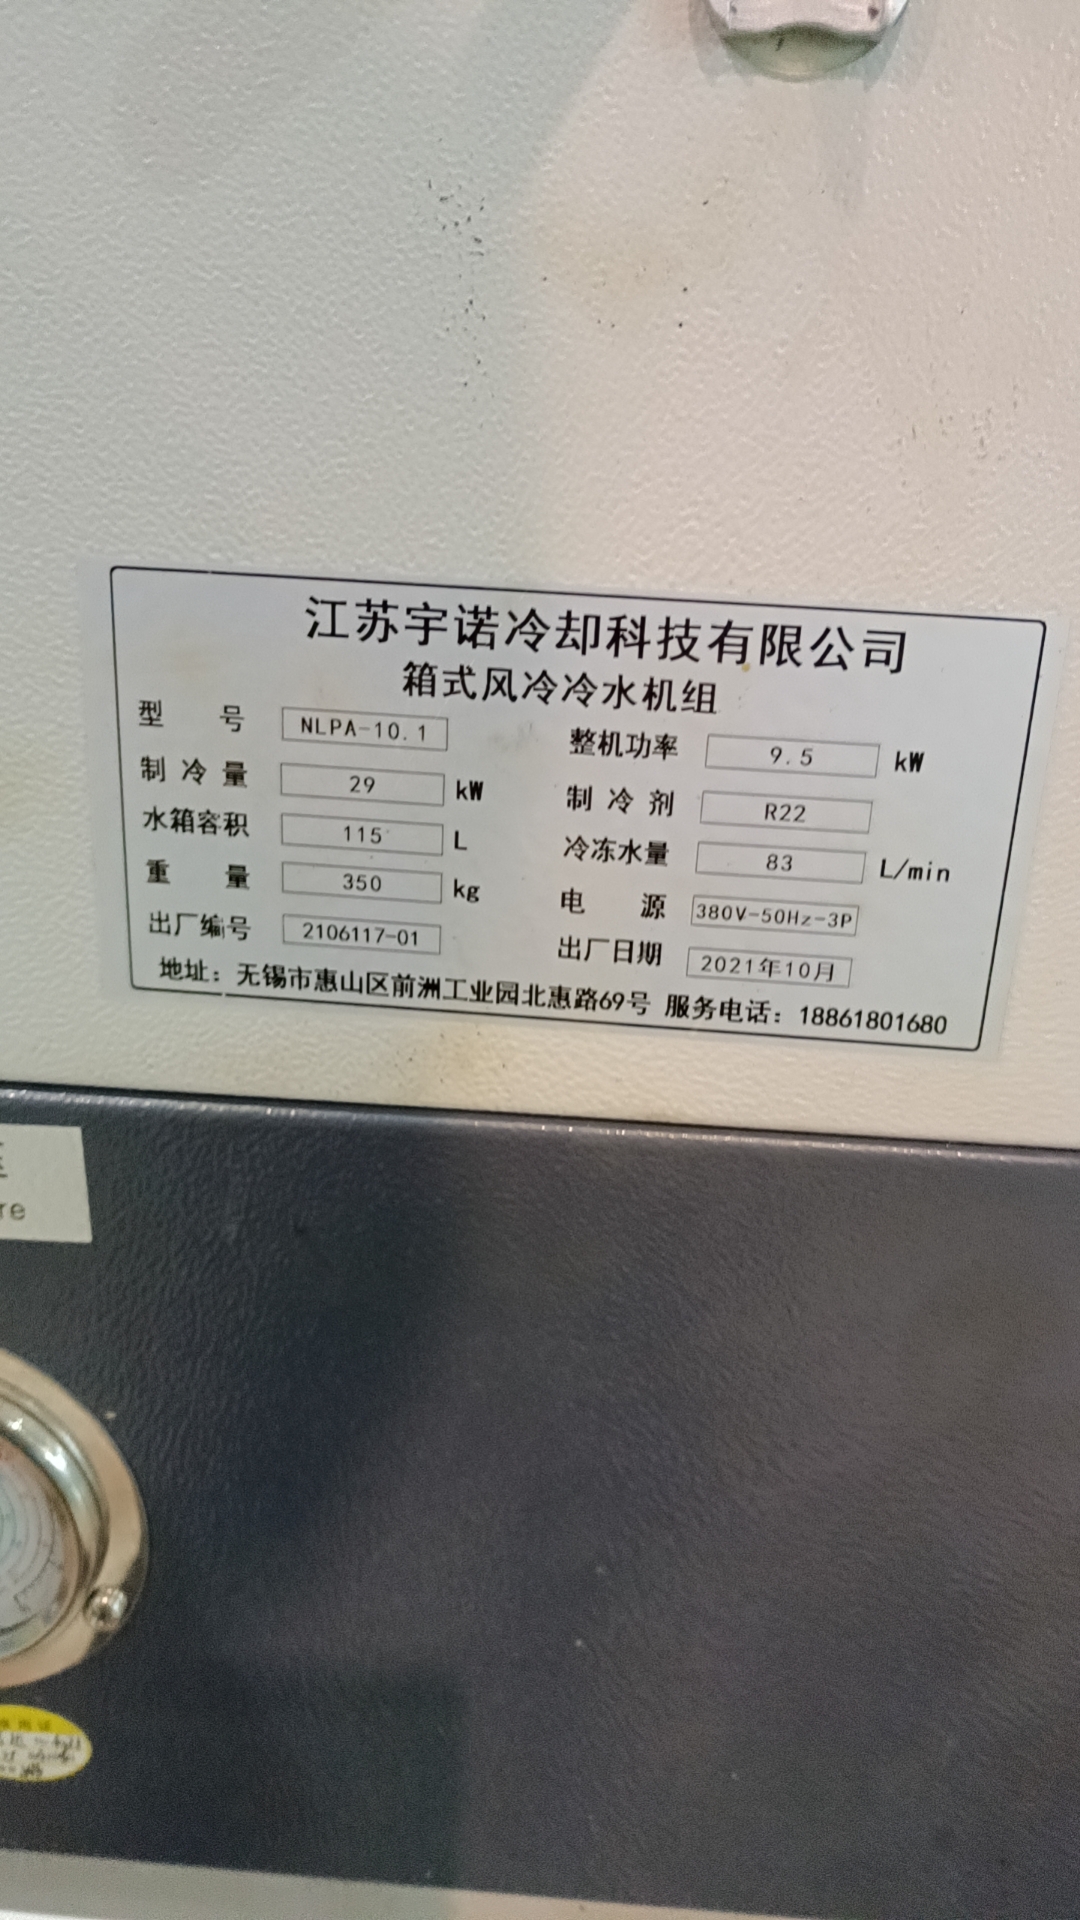 江苏宇诺冷却科技有限公司
箱式风冷冷水机组
型 号 NLPA-10.1 整机功率 9.5 kW
制冷量 29 kW 制冷剂 R22
水箱容积 115 L 冷冻水量 83 L/min
重 量 350 kg 电 源 380V-50Hz-3P
出厂编号 2106117-01 出厂日期 2021年10月
地址：无锡市惠山区前洲工业园北惠路69号 服务电话：18861801680
re